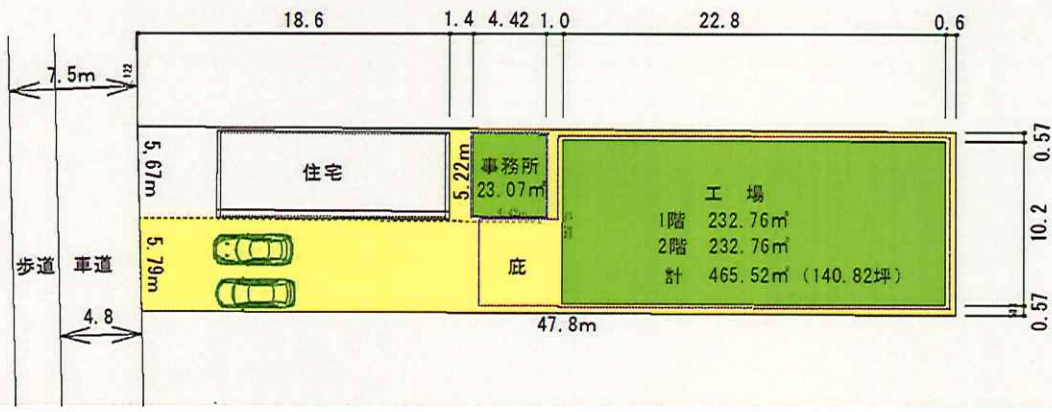 18.6 1.4 4.42 1.0 22.8 0.6
7.5m
5.67m
住宅
5.22m
事務所
23.07㎡
0.57
工 場
1階 232.76㎡
2階 232.76㎡
計 465.52㎡ (140.82坪)
10.2
歩道
車道
5.79m
庇
4.8
47.8m
0.57